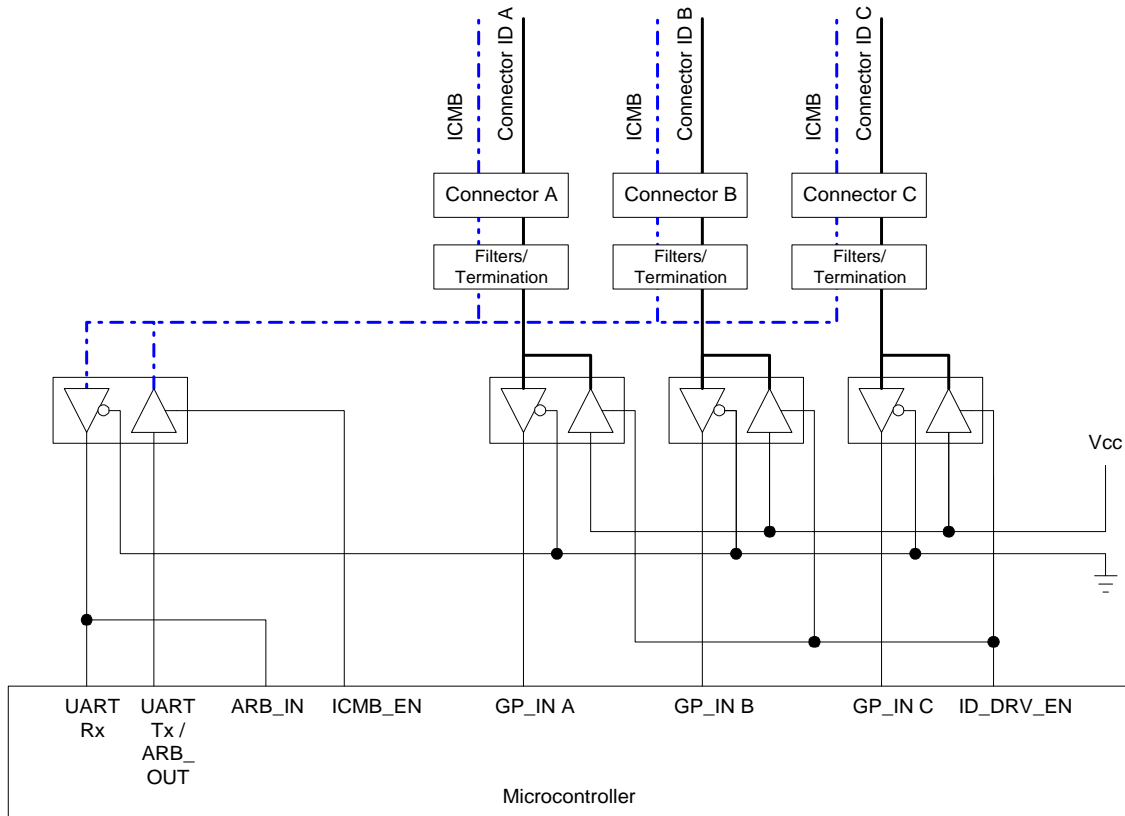 ICMB
Connector ID A
ICMB
Connector ID B
ICMB
Connector ID C
Connector A
Connector B
Connector C
Filters/
Termination
Filters/
Termination
Filters/
Termination
Vcc
UART
Rx
UART
Tx /
ARB_
OUT
ARB_IN
ICMB_EN
GP_IN A
GP_IN B
GP_IN C
ID_DRV_EN
Microcontroller